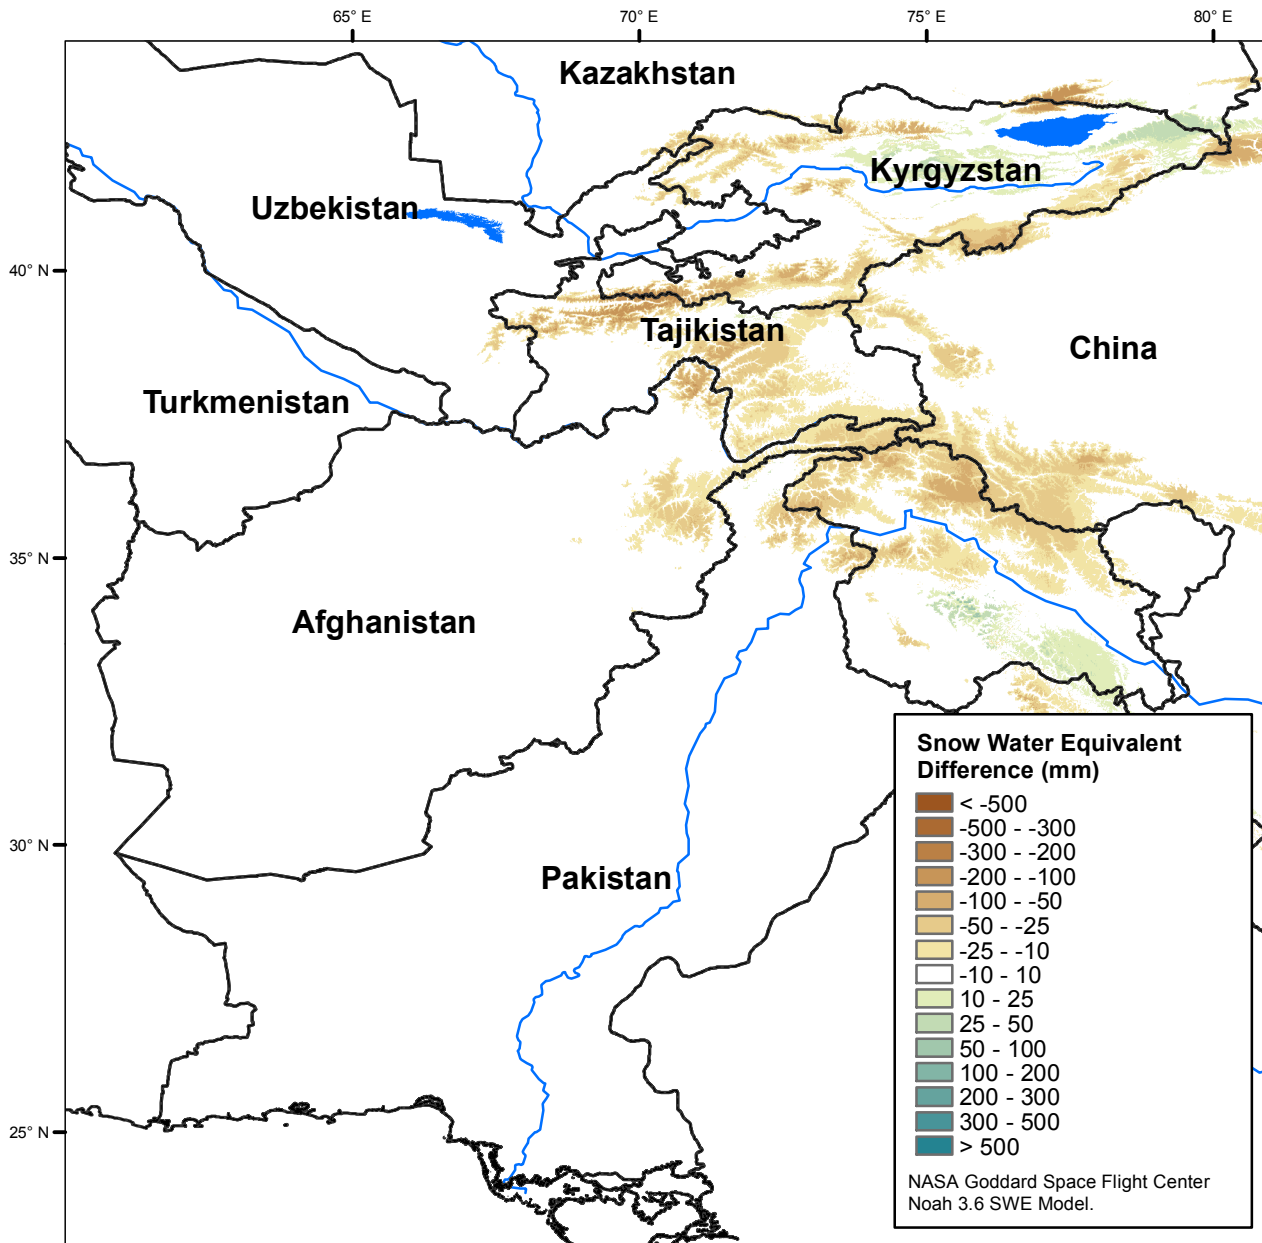 65° E
70° E
75° E
80° E
Kazakhstan
Kyrgyzstan
Uzbekistan
40° N
Tajikistan
China
Turkmenistan
35° N
Afghanistan
30° N
Pakistan
25° N
Snow Water Equivalent
Difference (mm)
< -500
-500 - -300
-300 - -200
-200 - -100
-100 - -50
-50 - -25
-25 - -10
-10 - 10
10 - 25
25 - 50
50 - 100
100 - 200
200 - 300
300 - 500
> 500
NASA Goddard Space Flight Center
Noah 3.6 SWE Model.